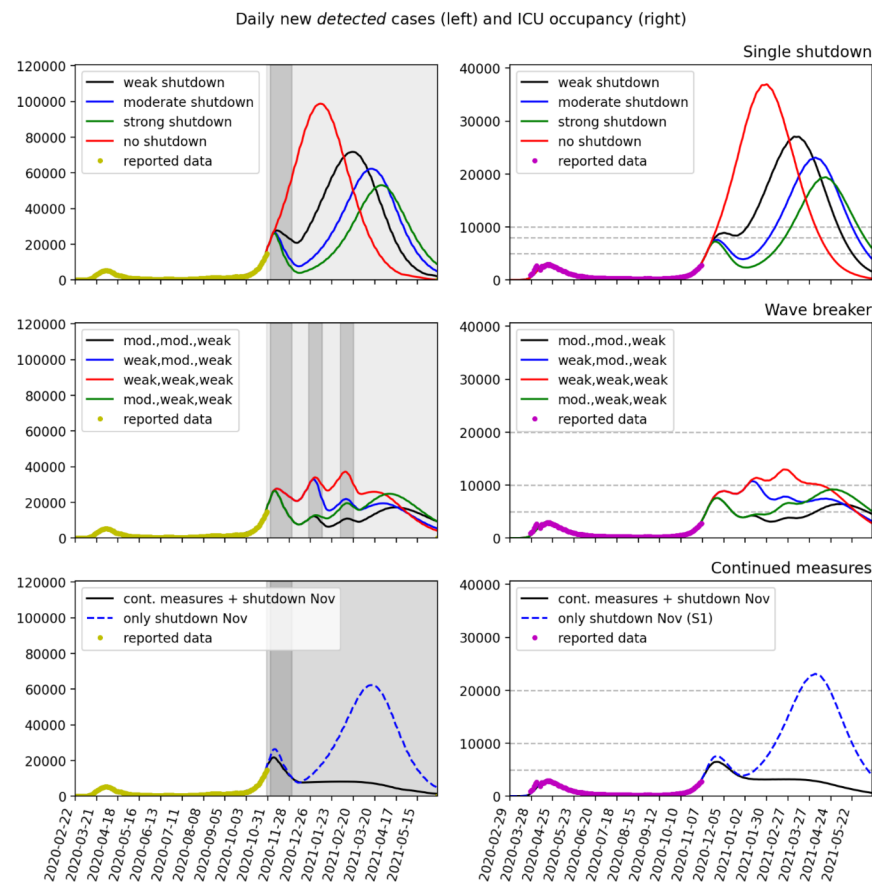 Daily new detected cases (left) and ICU occupancy (right)
Single shutdown
120000
100000
80000
60000
40000
20000
0
weak shutdown
moderate shutdown
strong shutdown
no shutdown
reported data
40000
30000
20000
10000
0
weak shutdown
moderate shutdown
strong shutdown
no shutdown
reported data
Wave breaker
120000
100000
80000
60000
40000
20000
0
mod.,mod.,weak
weak,mod.,weak
weak,weak,weak
mod.,weak,weak
reported data
40000
30000
20000
10000
0
mod.,mod.,weak
weak,mod.,weak
weak,weak,weak
mod.,weak,weak
reported data
Continued measures
120000
100000
80000
60000
40000
20000
0
cont. measures + shutdown Nov
only shutdown Nov
reported data
40000
30000
20000
10000
0
cont. measures + shutdown Nov
only shutdown Nov (S1)
reported data
2020-02-22
2020-03-21
2020-04-18
2020-05-16
2020-06-13
2020-07-11
2020-08-08
2020-09-05
2020-10-03
2020-10-31
2020-11-28
2020-12-26
2021-01-23
2021-02-20
2021-03-20
2021-04-17
2021-05-15
2020-02-29
2020-03-28
2020-04-25
2020-05-23
2020-06-20
2020-07-18
2020-08-15
2020-09-12
2020-10-10
2020-11-07
2020-12-05
2021-01-02
2021-01-30
2021-02-27
2021-03-27
2021-04-24
2021-05-22